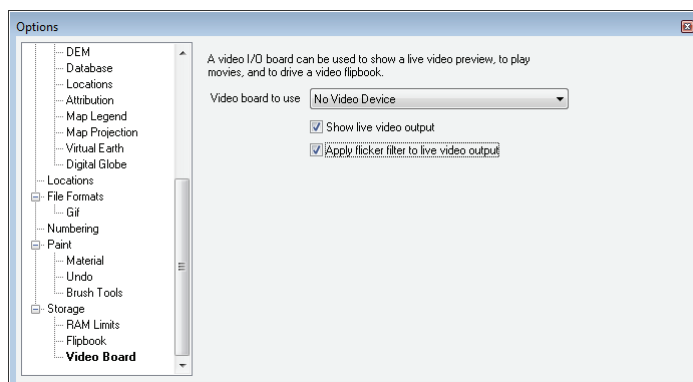 Options
DEM
Database
Locations
Attribution
Map Legend
Map Projection
Virtual Earth
Digital Globe
Locations
File Formats
Gif
Numbering
Paint
Material
Undo
Brush Tools
Storage
RAM Limits
Flipbook
Video Board
A video I/O board can be used to show a live video preview, to play
movies, and to drive a video flipbook.
Video board to use No Video Device
Show live video output
Apply flicker filter to live video output